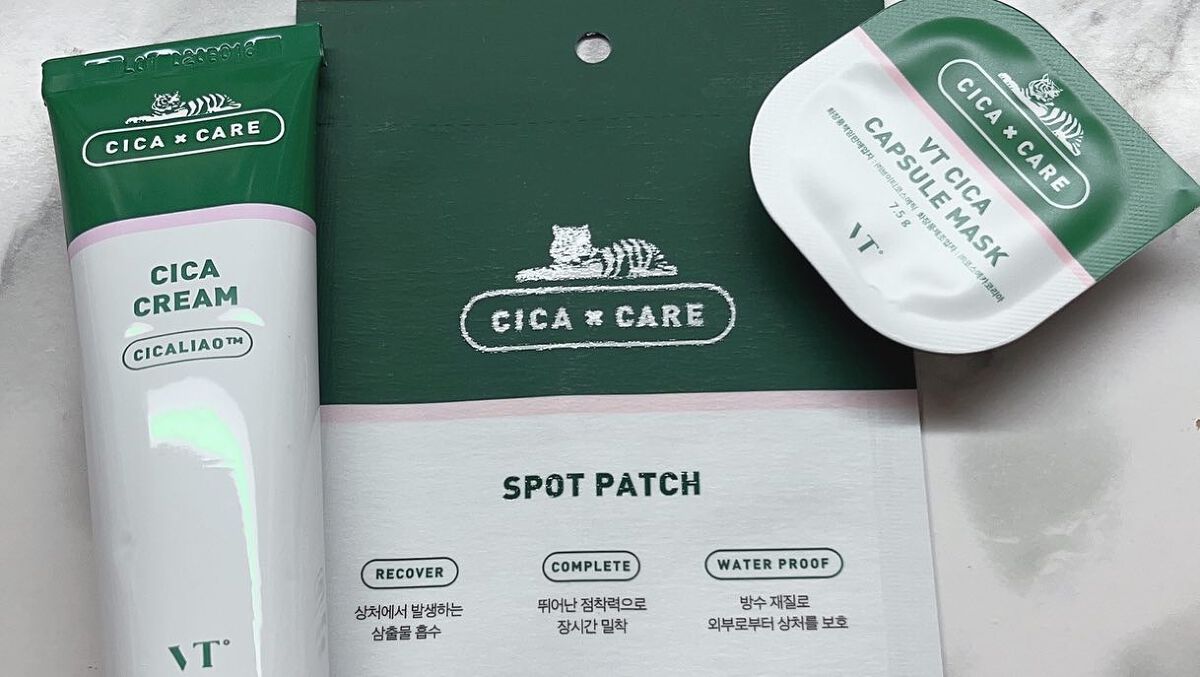 CICA × CARE
CICA
CREAM
CICALIAO™
VT
CICA × CARE
SPOT PATCH
RECOVER
상처에서 발생하는
삼출물 흡수
COMPLETE
뛰어난 점착력으로
장시간 밀착
WATER PROOF
방수 재질로
외부로부터 상처를 보호
CICA × CARE
VT CICA
CAPSULE MASK
7.5 g
VT